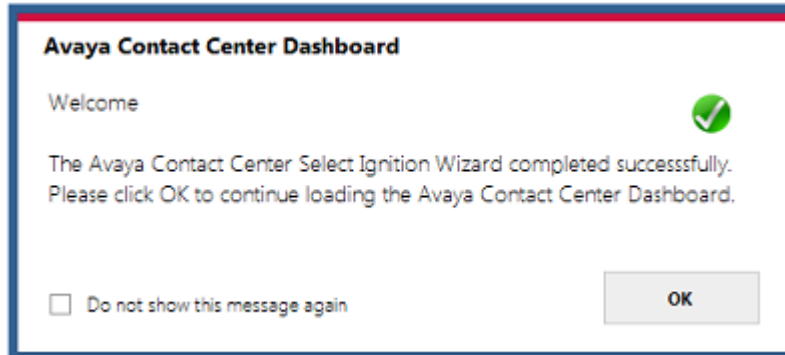 Avaya Contact Center Dashboard
Welcome
The Avaya Contact Center Select Ignition Wizard completed successsfully.
Please click OK to continue loading the Avaya Contact Center Dashboard.
Do not show this message again
OK